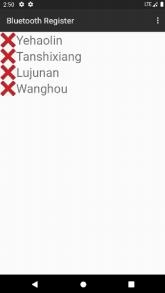 2:50
LTE
Bluetooth Register
Yehaolin
Tanshixiang
Lujunan
Wanghou